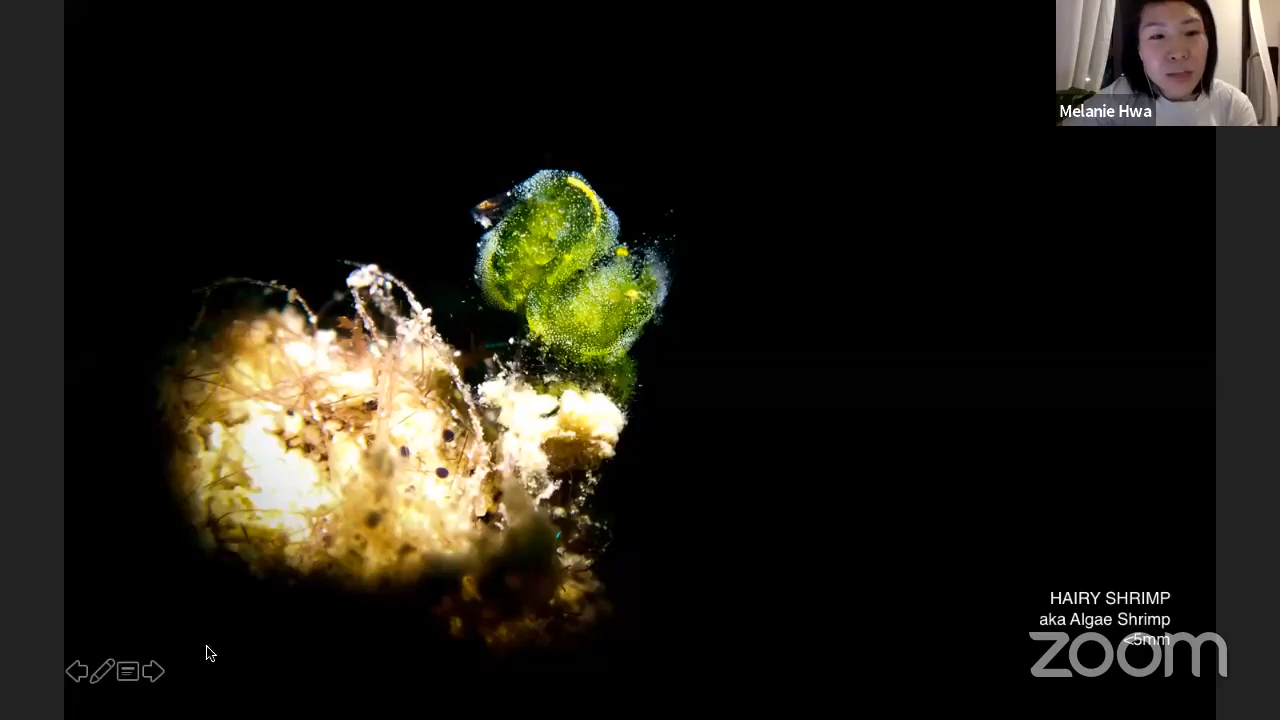 Melanie Hwa
HAIRY SHRIMP
aka Algae Shrimp
<5mm
zoom